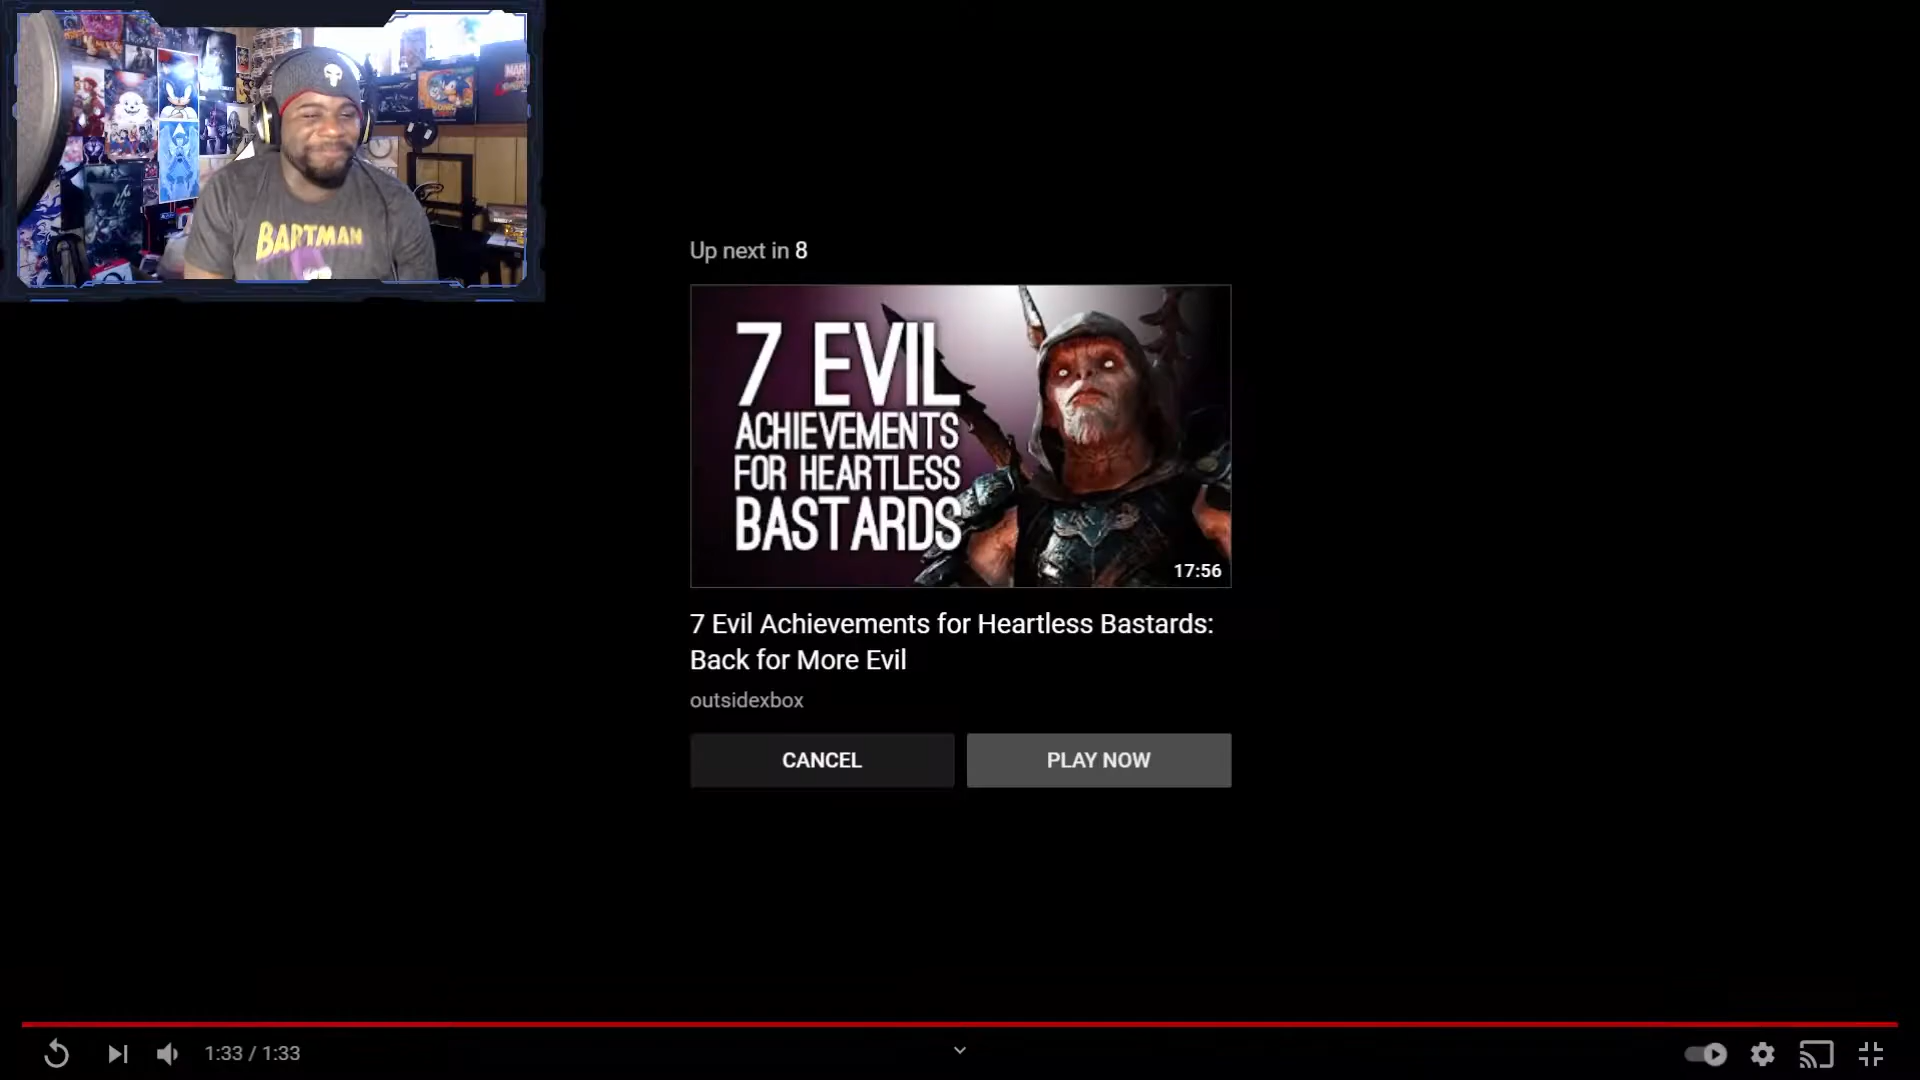 BARTMAN
Up next in 8
7 EVIL
ACHIEVEMENTS
FOR HEARTLESS
BASTARDS
17:56
7 Evil Achievements for Heartless Bastards:
Back for More Evil
outsidexbox
CANCEL
PLAY NOW
1:33 / 1:33